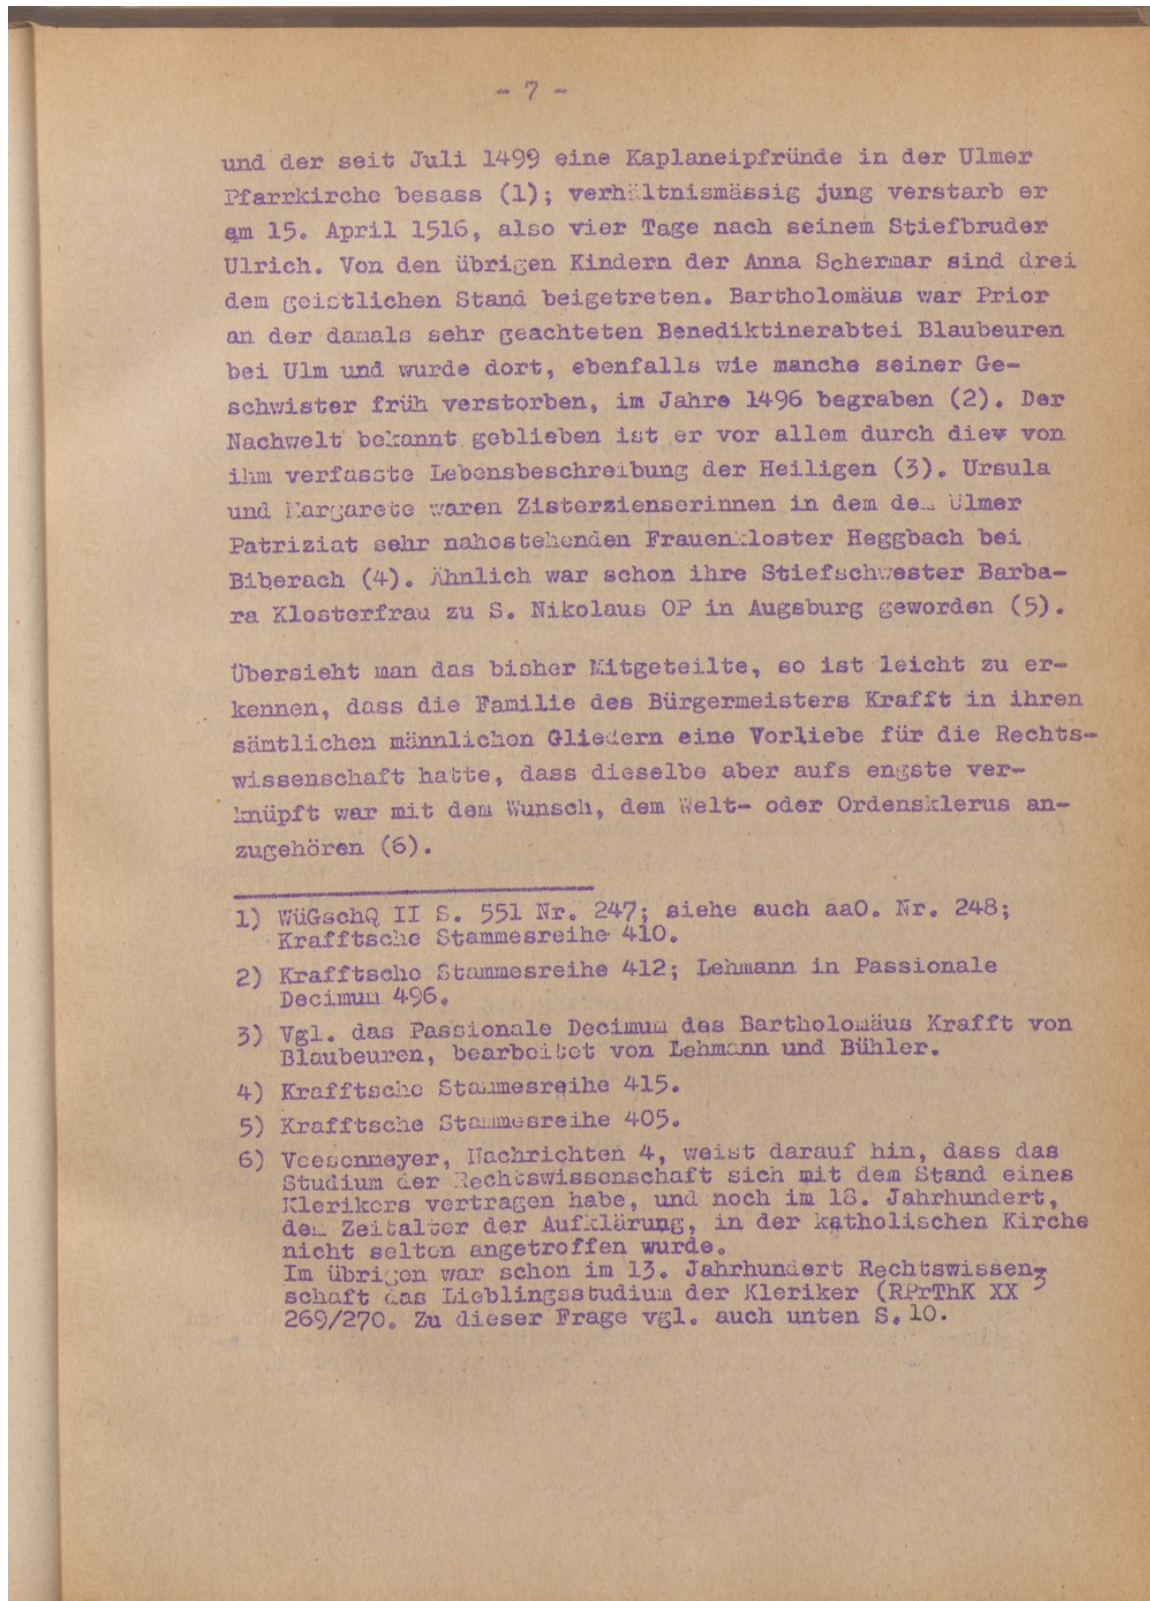 - 7 -
und der seit Juli 1499 eine Kaplaneipfründe in der Ulmer
Pfarrkirche besass (1); verhältnismässig jung verstarb er
am 15. April 1516, also vier Tage nach seinem Stiefbruder
Ulrich. Von den übrigen Kindern der Anna Schermar sind drei
dem geistlichen Stand beigetreten. Bartholomäus war Prior
an der damals sehr geachteten Benediktinerabtei Blaubeuren
bei Ulm und wurde dort, ebenfalls wie manche seiner Ge-
schwister früh verstorben, im Jahre 1496 begraben (2). Der
Nachwelt bekannt geblieben ist er vor allem durch diev von
ihm verfasste Lebensbeschreibung der Heiligen (3). Ursula
und Margarete waren Zisterzienserinnen in dem dem Ulmer
Patriziat sehr nahestehenden Frauenkloster Heggbach bei
Biberach (4). Ähnlich war schon ihre Stiefschwester Barba-
ra Klosterfrau zu S. Nikolaus OP in Augsburg geworden (5).
Übersieht man das bisher Mitgeteilte, so ist leicht zu er-
kennen, dass die Familie des Bürgermeisters Krafft in ihren
sämtlichen männlichen Gliedern eine Vorliebe für die Rechts-
wissenschaft hatte, dass dieselbe aber aufs engste ver-
knüpft war mit dem Wunsch, dem Welt- oder Ordensklerus an-
zugehören (6).
1) WüGschQ II S. 551 Nr. 247; siehe auch aaO. Nr. 248;
Krafftsche Stammesreihe 410.
2) Krafftsche Stammesreihe 412; Lehmann in Passionale
Decimum 496.
3) Vgl. das Passionale Decimum des Bartholomäus Krafft von
Blaubeuren, bearbeitet von Lehmann und Bühler.
4) Krafftsche Stammesreihe 415.
5) Krafftsche Stammesreihe 405.
6) Veesenmeyer, Nachrichten 4, weist darauf hin, dass das
Studium der Rechtswissenschaft sich mit dem Stand eines
Klerikers vertragen habe, und noch im 18. Jahrhundert,
dem Zeitalter der Aufklärung, in der katholischen Kirche
nicht selten angetroffen wurde.
Im übrigen war schon im 13. Jahrhundert Rechtswissen-
schaft das Lieblingsstudium der Kleriker (RPrThK XX 3
269/270. Zu dieser Frage vgl. auch unten S. 10.